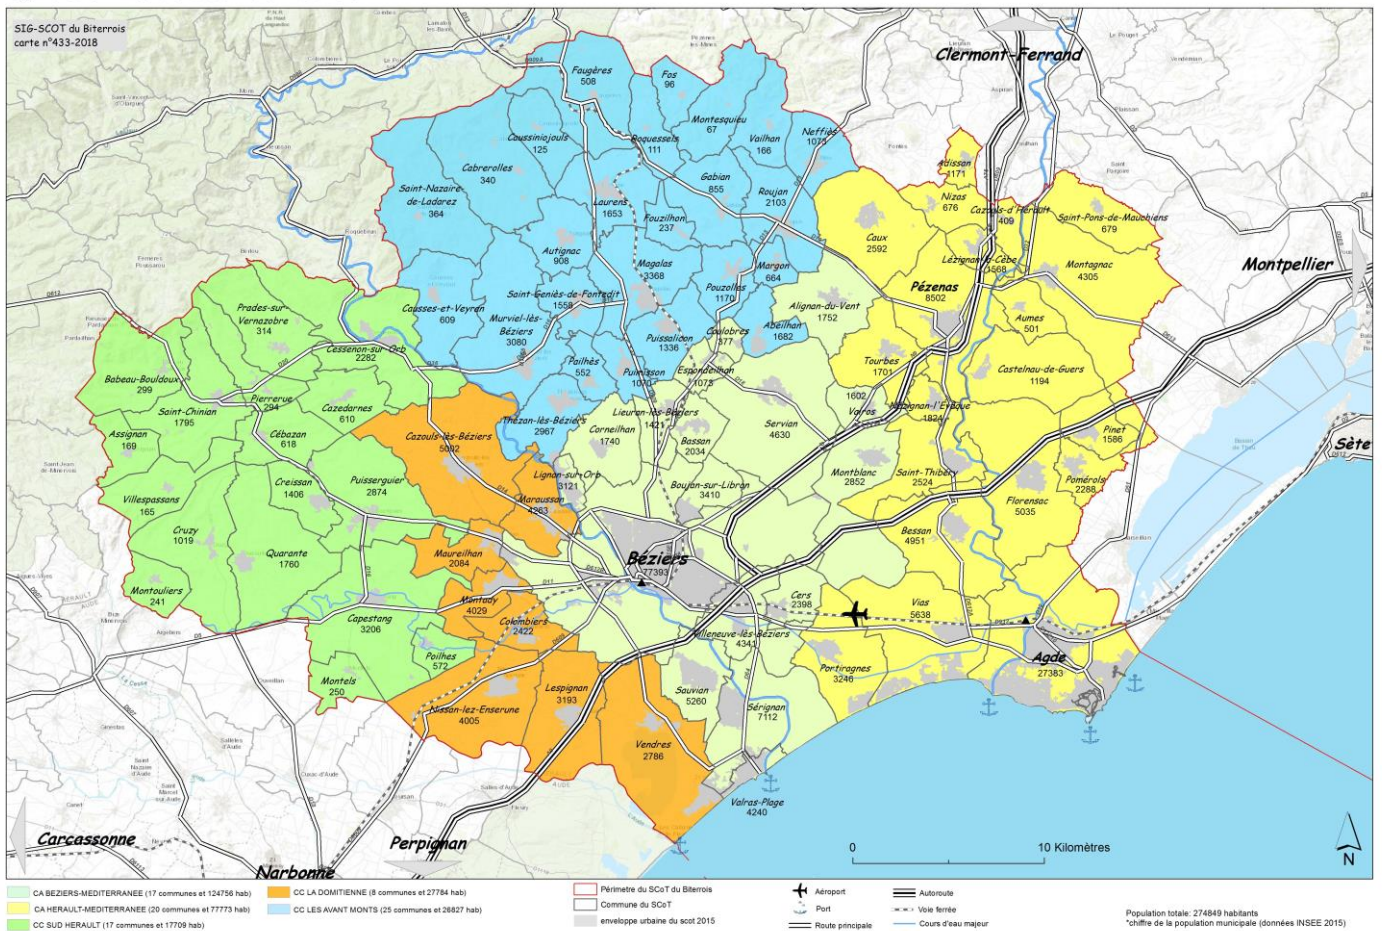 SIG-SCOT du Biterrois
carte n°433-2018
Clermont-Ferrand
Montpellier
Sète
Carcassonne
Narbonne
Perpignan
Faugères
508
Fos
96
Montesquieu
67
Vailhan
166
Neffiès
1075
Roquessels
111
Caussiniojouls
125
Cabrerolles
340
Saint-Nazaire-
de-Ladarez
364
Gabian
855
Roujan
2103
Laurens
1653
Fouzilhon
237
Autignac
908
Magalas
3368
Margon
664
Pouzolles
1170
Saint-Geniès-de-Fontedit
1558
Causses-et-Veyran
609
Murviel-lès-
Béziers
3080
Puissalicon
1336
Abeilhan
1682
Pailhès
552
Puimisson
1070
Thézan-lès-Béziers
2967
Adissan
1171
Nizas
676
Cazouls-d'Hérault
409
Saint-Pons-de-Mauchiens
679
Caux
2592
Lézignan-la-Cèbe
1568
Montagnac
4305
Pézenas
8502
Aumes
501
Tourbes
1701
Castelnau-de-Guers
1194
Nézignan-l'Evêque
1824
Pinet
1586
Pomérols
2288
Saint-Thibéry
2524
Florensac
5035
Bessan
4951
Vias
5638
Agde
27383
Portiragnes
3246
Alignan-du-Vent
1752
Coulobres
377
Espondeilhan
1075
Servian
4630
1602
Valros
Lieuran-lès-Béziers
1421
Corneilhan
1740
Bassan
2034
Montblanc
2852
Lignan-sur-Orb
3121
Boujan-sur-Libron
3410
Béziers
77393
Cers
2398
Villeneuve-lès-Béziers
4341
Sauvian
5260
Sérignan
7112
Valras-Plage
4240
Prades-sur-
Vernazobre
314
Cessenon-sur-Orb
2282
Babeau-Bouldoux
299
Pierrerue
294
Saint-Chinian
1795
Cazedarnes
610
Assignan
169
Cébazan
618
Creissan
1406
Puisserguier
2874
Villespassans
165
Cruzy
1019
Quarante
1760
Montouliers
241
Capestang
3206
Poilhes
572
Montels
250
Cazouls-lès-Béziers
5002
Maraussan
4263
Maureilhan
2084
Montady
4029
Colombiers
2422
Nissan-lez-Enserune
4005
Lespignan
3193
Vendres
2786
0 10 Kilomètres
N
CA BEZIERS-MEDITERRANEE (17 communes et 124756 hab)
CA HERAULT-MEDITERRANEE (20 communes et 77773 hab)
CC SUD HERAULT (17 communes et 17709 hab)
CC LA DOMITIENNE (8 communes et 27784 hab)
CC LES AVANT MONTS (25 communes et 26827 hab)
Périmetre du SCoT du Biterrois
Commune du SCoT
enveloppe urbaine du scot 2015
Aéroport
Port
Route principale
Autoroute
Voie ferrée
Cours d'eau majeur
Population totale: 274849 habitants
*chiffre de la population municipale (données INSEE 2015)